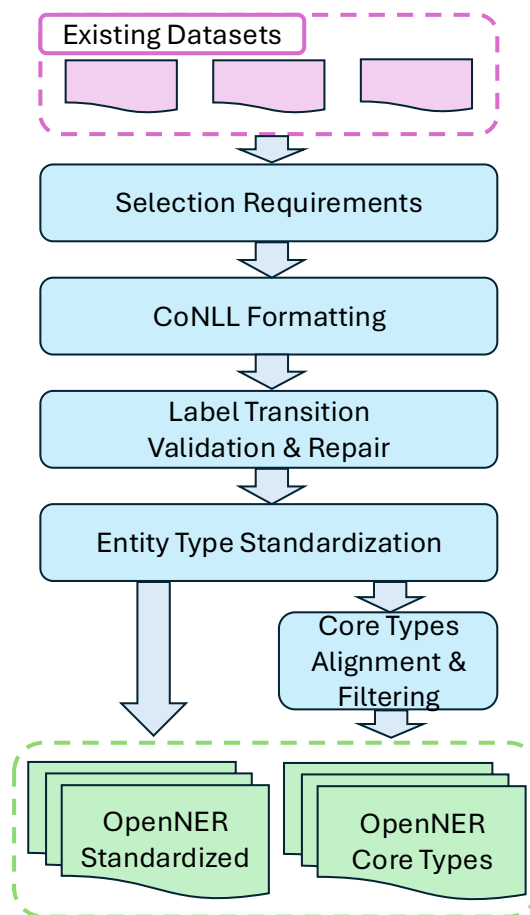 Existing Datasets
Selection Requirements
CoNLL Formatting
Label Transition
Validation & Repair
Entity Type Standardization
Core Types
Alignment &
Filtering
OpenNER
Standardized
OpenNER
Core Types